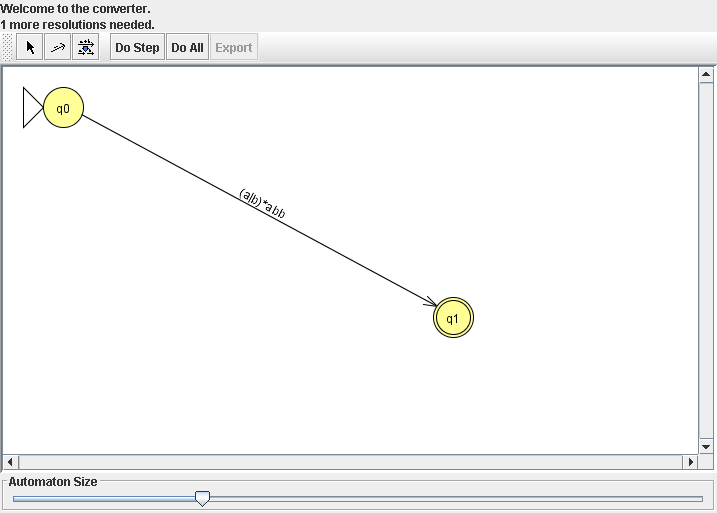 Welcome to the converter.
1 more resolutions needed.
Do Step Do All Export
q0
(a|b)*abb
q1
Automaton Size